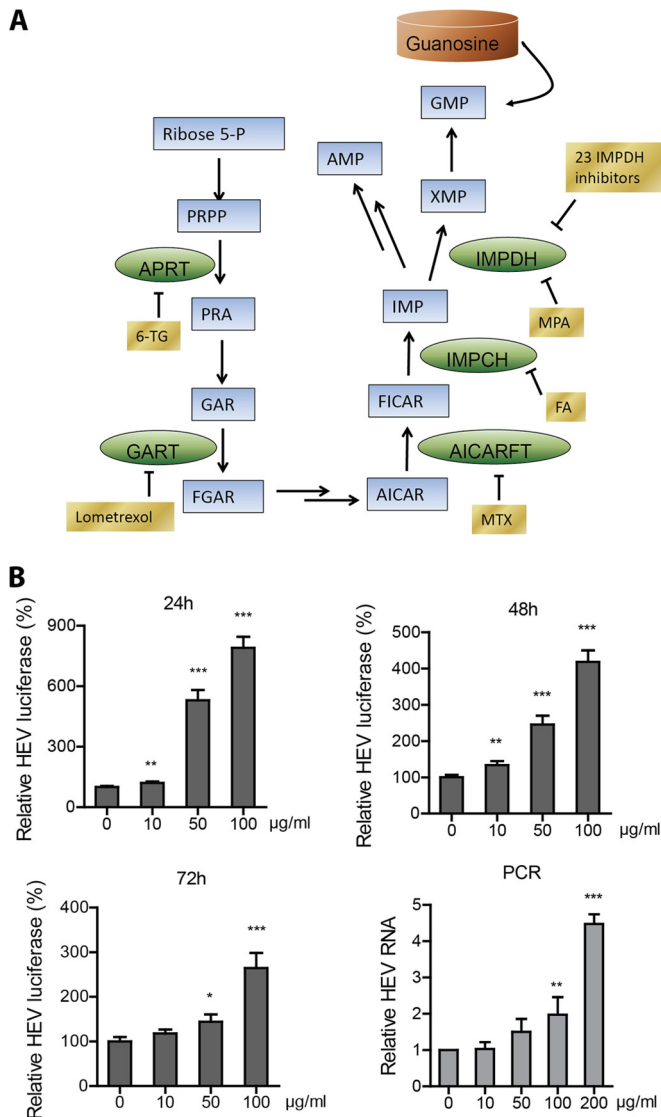 A
Guanosine
GMP
Ribose 5-P
AMP
23 IMPDH
inhibitors
XMP
PRPP
APRT
IMPDH
6-TG
PRA
IMP
MPA
IMPCH
GAR
FICAR
FA
GART
AICARFT
FGAR
AICAR
Lometrexol
MTX
B
24h
Relative HEV luciferase (%)
900
600
300
100
0
**
***
***
0 10 50 100 µg/ml
48h
Relative HEV luciferase (%)
500
400
300
200
100
0
**
***
***
0 10 50 100 µg/ml
72h
Relative HEV luciferase (%)
400
300
200
100
0
*
***
0 10 50 100 µg/ml
PCR
Relative HEV RNA
5
4
3
2
1
0
**
***
0 10 50 100 200 µg/ml